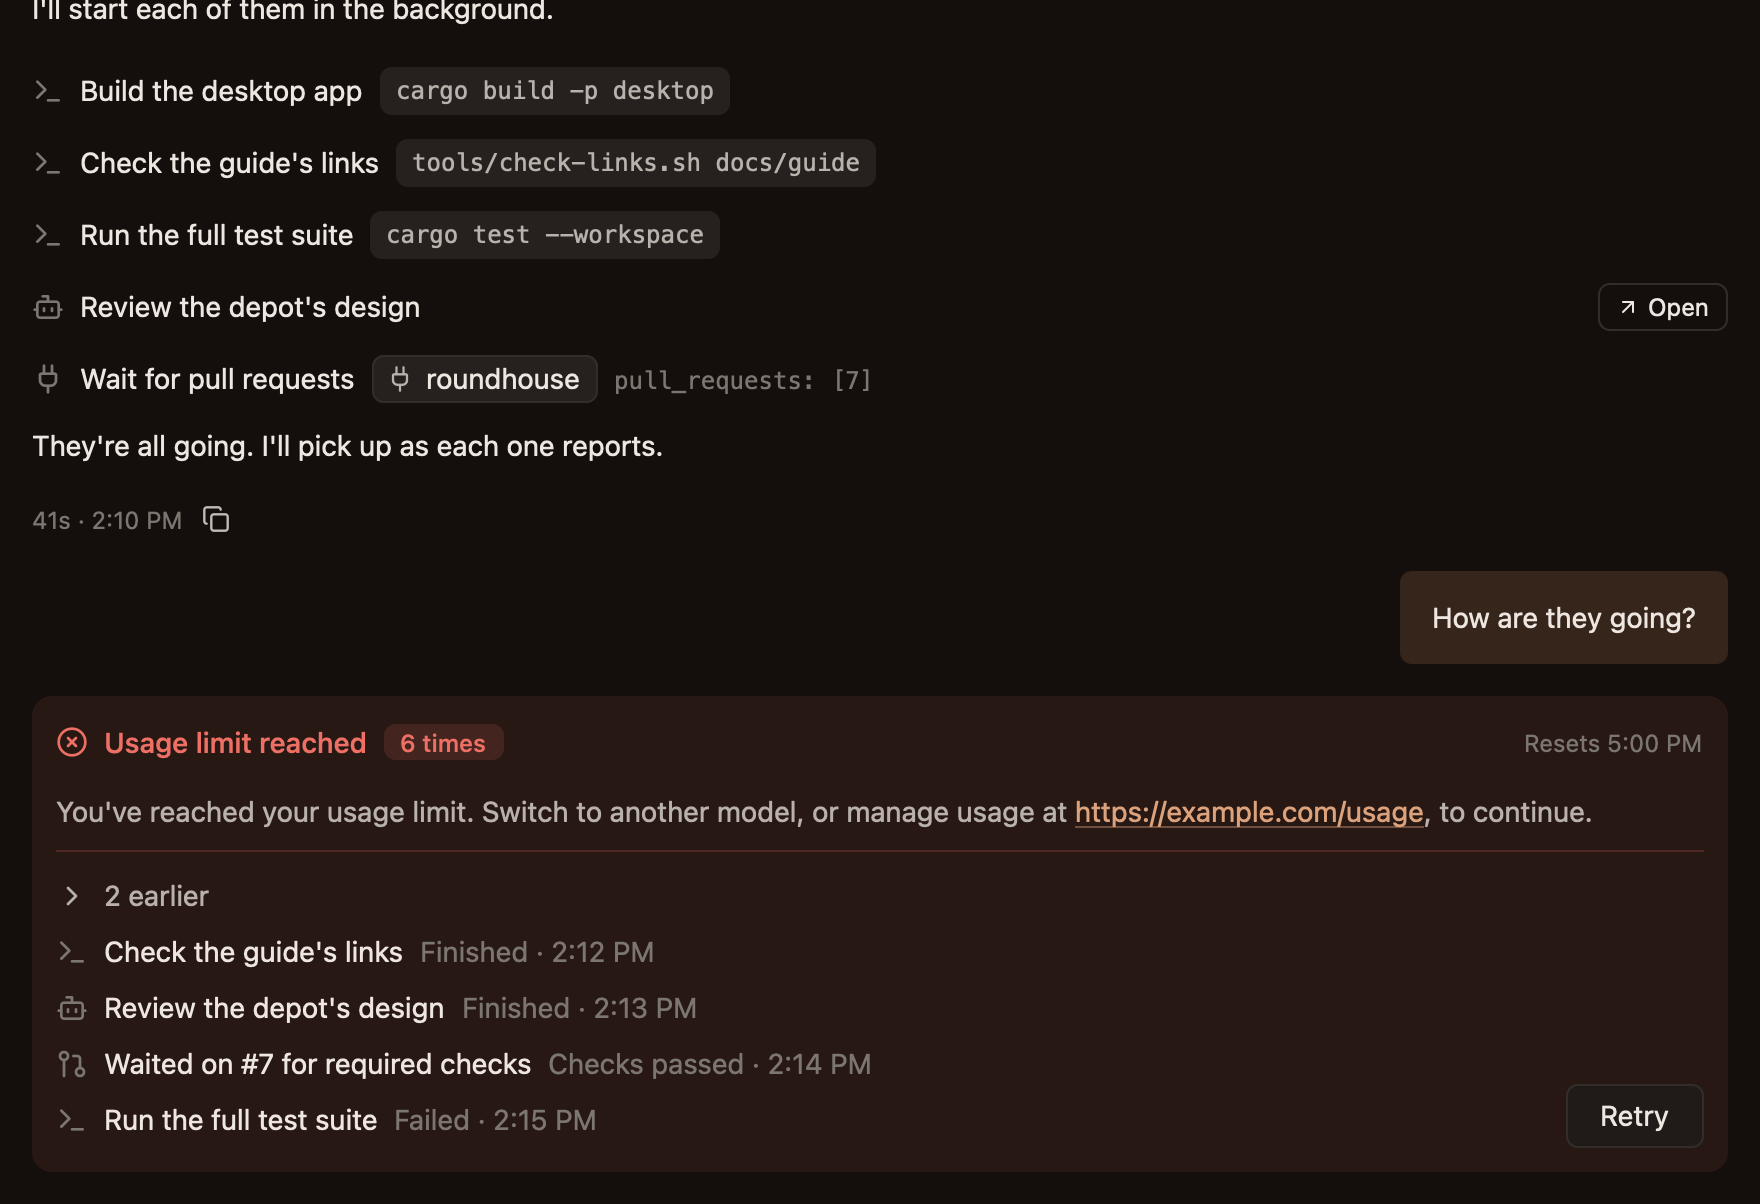 I'll start each of them in the background.
Build the desktop app cargo build -p desktop
Check the guide's links tools/check-links.sh docs/guide
Run the full test suite cargo test --workspace
Review the depot's design Open
Wait for pull requests roundhouse pull_requests: [7]
They're all going. I'll pick up as each one reports.
41s · 2:10 PM
How are they going?
Usage limit reached 6 times Resets 5:00 PM
You've reached your usage limit. Switch to another model, or manage usage at https://example.com/usage, to continue.
2 earlier
Check the guide's links Finished · 2:12 PM
Review the depot's design Finished · 2:13 PM
Waited on #7 for required checks Checks passed · 2:14 PM
Run the full test suite Failed · 2:15 PM
Retry